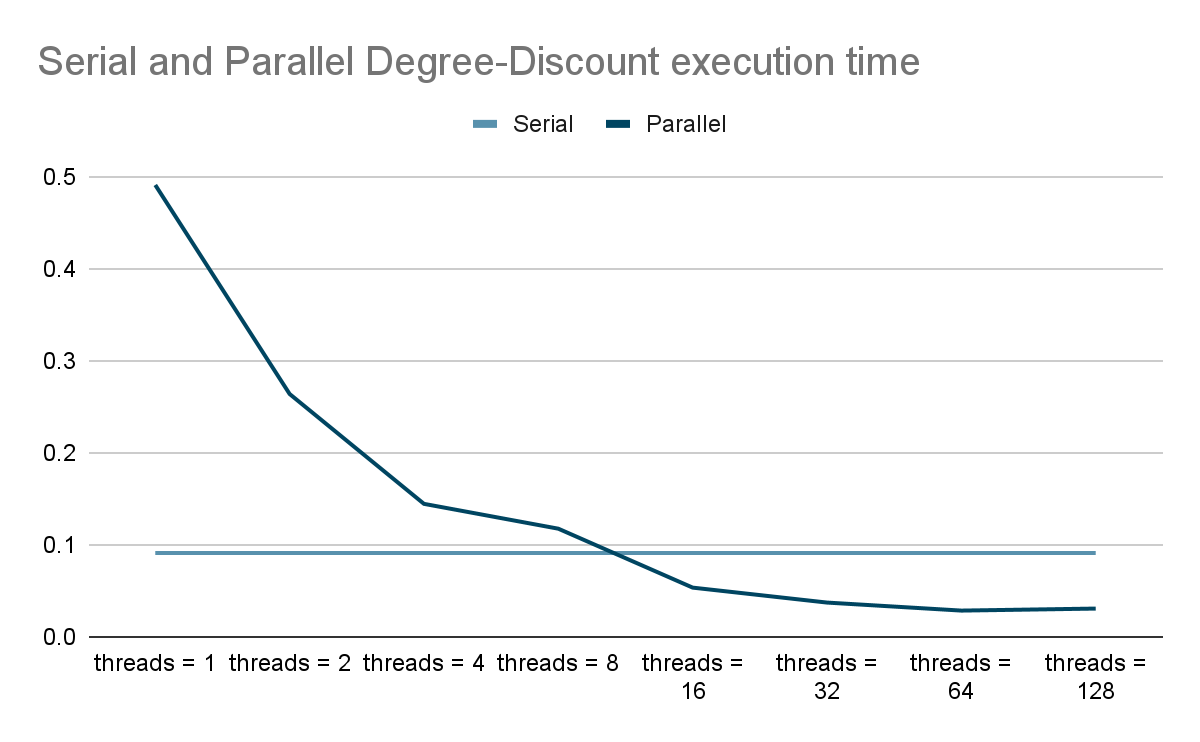 Serial and Parallel Degree-Discount execution time
Serial Parallel
0.5
0.4
0.3
0.2
0.1
0.0
threads = 1 threads = 2 threads = 4 threads = 8 threads = 16 threads = 32 threads = 64 threads = 128